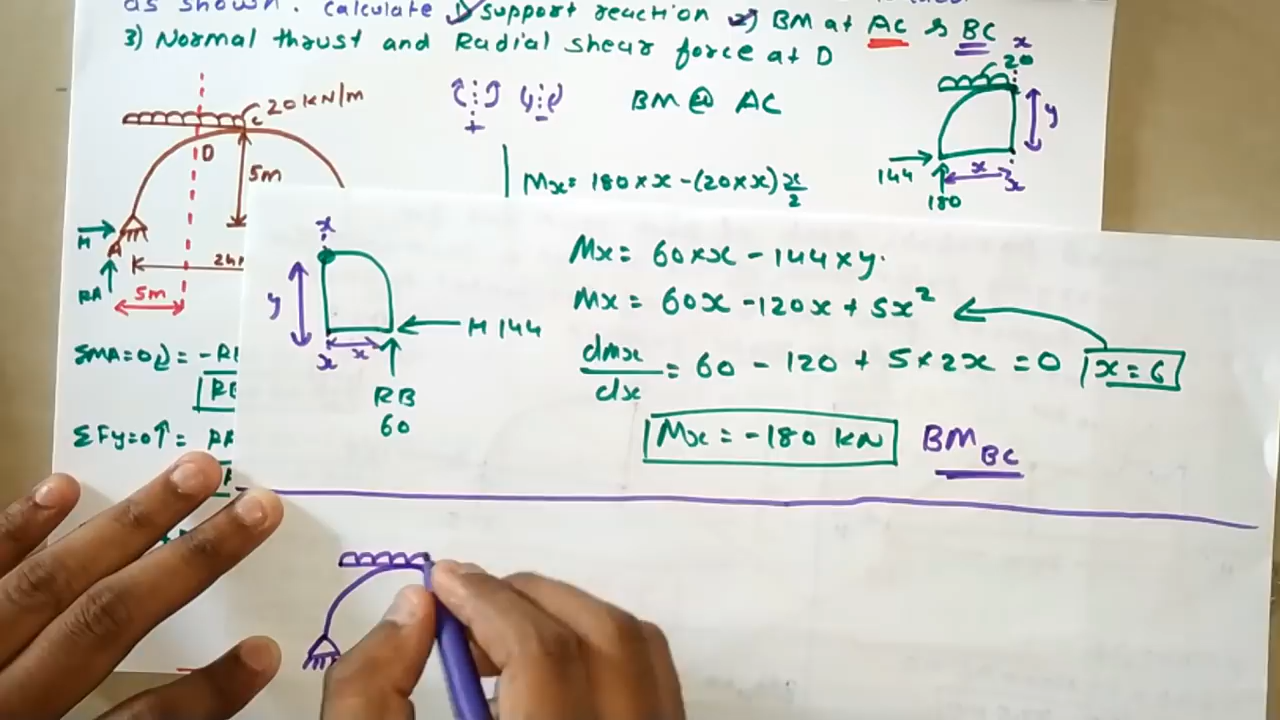 as shown. Calculate 1) support reaction 2) BM at AC & BC
3) Normal thrust and Radial shear force at D
20 kN/m
C
D
5m
H
A
RA
5m
BM @ AC
Mx = 180 × x - (20 × x) x/2
20
x
y
144
x
x
180
ΣMA=0 =
ΣFy=0↑ =
x
y
x
x
H 144
RB
60
Mx = 60 × x - 144 × y.
Mx = 60x - 120x + 5x²
dMx/dx = 60 - 120 + 5 × 2x = 0 x = 6
Mx = -180 kN BM BC